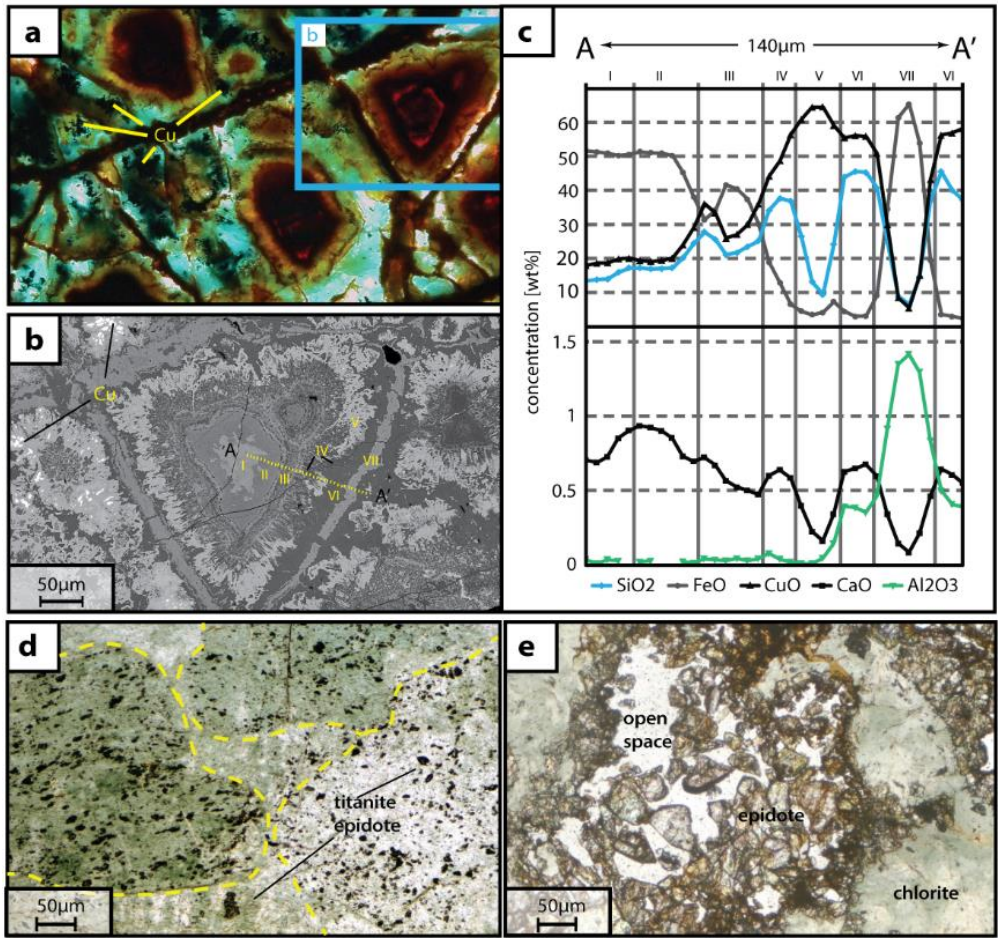 a
b
Cu
b
Cu
A
I
II
III
IV
V
VI
VII
A'
50µm
c
A 140µm A'
I II III IV V VI VII VI
60
50
40
30
20
10
1.5
1
0.5
0
concentration [wt%]
SiO2 FeO CuO CaO Al2O3
d
titanite
epidote
50µm
e
open
space
epidote
chlorite
50µm